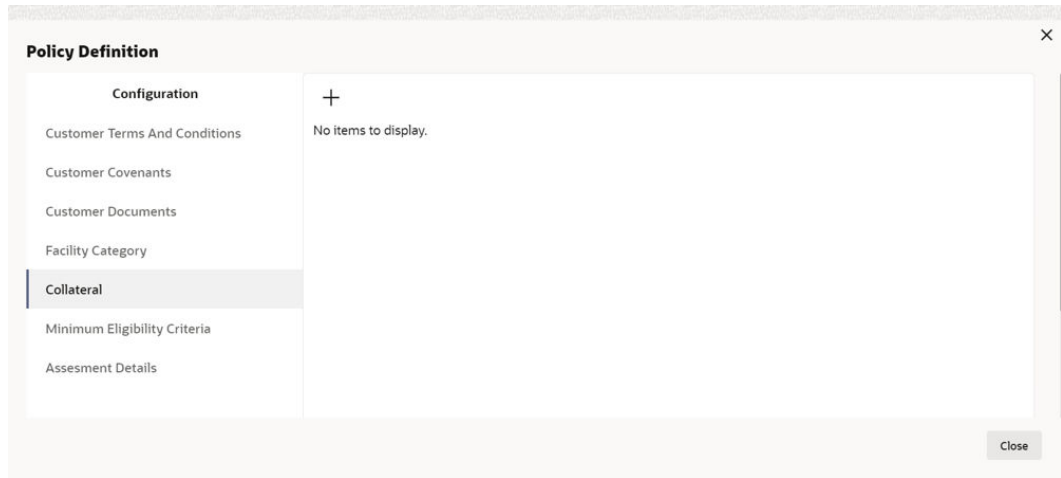 Policy Definition
Configuration
Customer Terms And Conditions
Customer Covenants
Customer Documents
Facility Category
Collateral
Minimum Eligibility Criteria
Assesment Details
No items to display.
Close